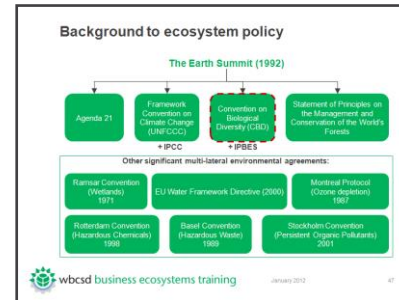 Background to ecosystem policy
The Earth Summit (1992)
Agenda 21
Framework
Convention on
Climate Change
(UNFCCC)
Convention on
Biological
Diversity (CBD)
Statement of Principles on
the Management and
Conservation of the World's
Forests
+ IPCC
+ IPBES
Other significant multi-lateral environmental agreements:
Ramsar Convention
(Wetlands)
1971
EU Water Framework Directive (2000)
Montreal Protocol
(Ozone depletion)
1987
Rotterdam Convention
(Hazardous Chemicals)
1998
Basel Convention
(Hazardous Waste)
1989
Stockholm Convention
(Persistent Organic Pollutants)
2001
wbcsd business ecosystems training
January 2012
47